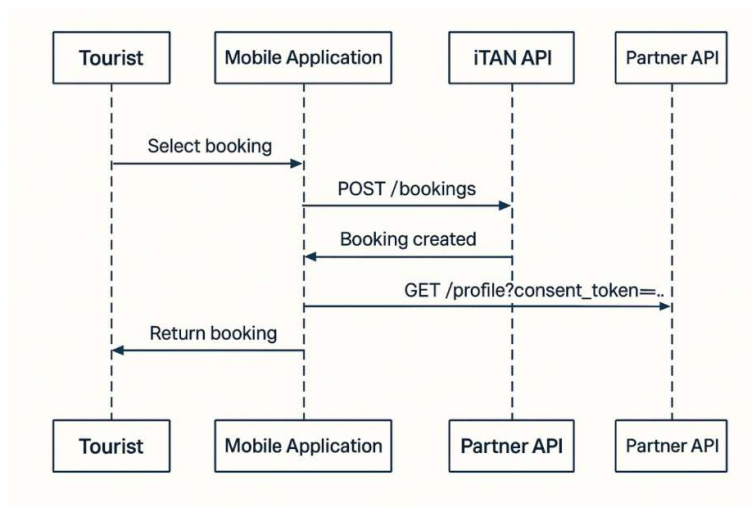 Tourist
Mobile Application
iTAN API
Partner API
Select booking
POST /bookings
Booking created
GET /profile?consent_token=..
Return booking
Tourist
Mobile Application
Partner API
Partner API